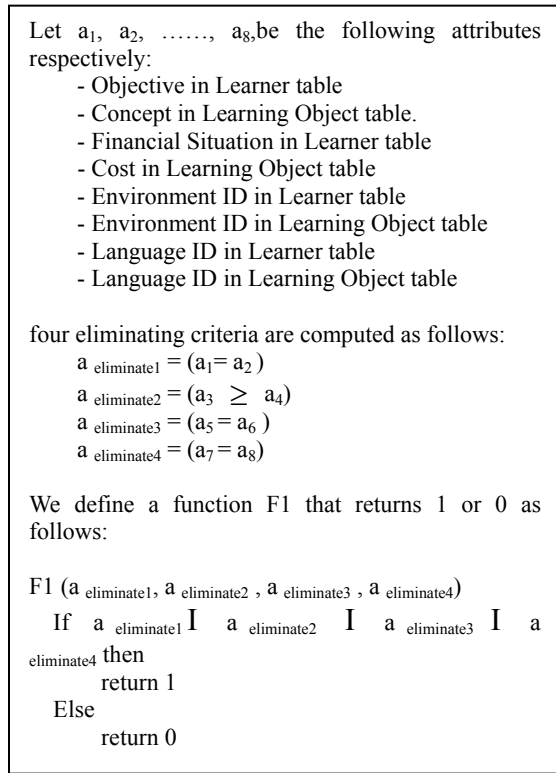 Let a₁, a₂, ……, a₈,be the following attributes
respectively:
- Objective in Learner table
- Concept in Learning Object table.
- Financial Situation in Learner table
- Cost in Learning Object table
- Environment ID in Learner table
- Environment ID in Learning Object table
- Language ID in Learner table
- Language ID in Learning Object table
four eliminating criteria are computed as follows:
a eliminate1 = (a₁= a₂ )
a eliminate2 = (a₃ ≥ a₄)
a eliminate3 = (a₅ = a₆ )
a eliminate4 = (a₇ = a₈)
We define a function F1 that returns 1 or 0 as
follows:
F1 (a eliminate1, a eliminate2 , a eliminate3 , a eliminate4)
If a eliminate1 I a eliminate2 I a eliminate3 I a
eliminate4 then
return 1
Else
return 0